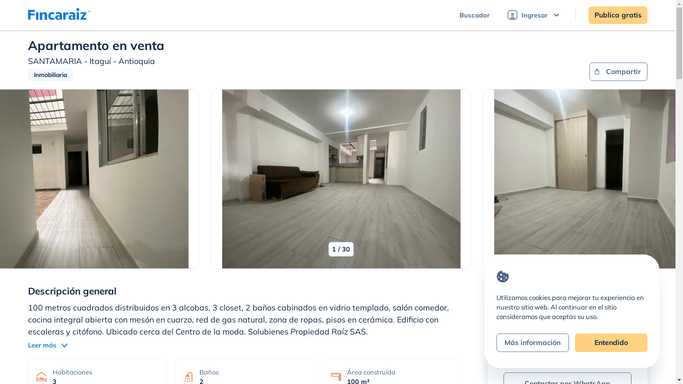 Fincaraiz
Buscador
Ingresar
Publica gratis
Apartamento en venta
SANTAMARIA - Itaguí - Antioquia
Inmobiliaria
Compartir
1 / 30
Descripción general
100 metros cuadrados distribuidos en 3 alcobas, 3 closet, 2 baños cabinados en vidrio templado, salón comedor,
cocina integral abierta con mesón en cuarzo, red de gas natural, zona de ropas, pisos en cerámica. Edificio con
escaleras y citófono. Ubicado cerca del Centro de la moda. Solubienes Propiedad Raíz SAS.
Leer más
Utilizamos cookies para mejorar tu experiencia en
nuestro sitio web. Al continuar en el sitio
consideramos que aceptas su uso.
Más información
Entendido
Habitaciones
3
Baños
2
Área construida
100 m²
Contactar por WhatsApp